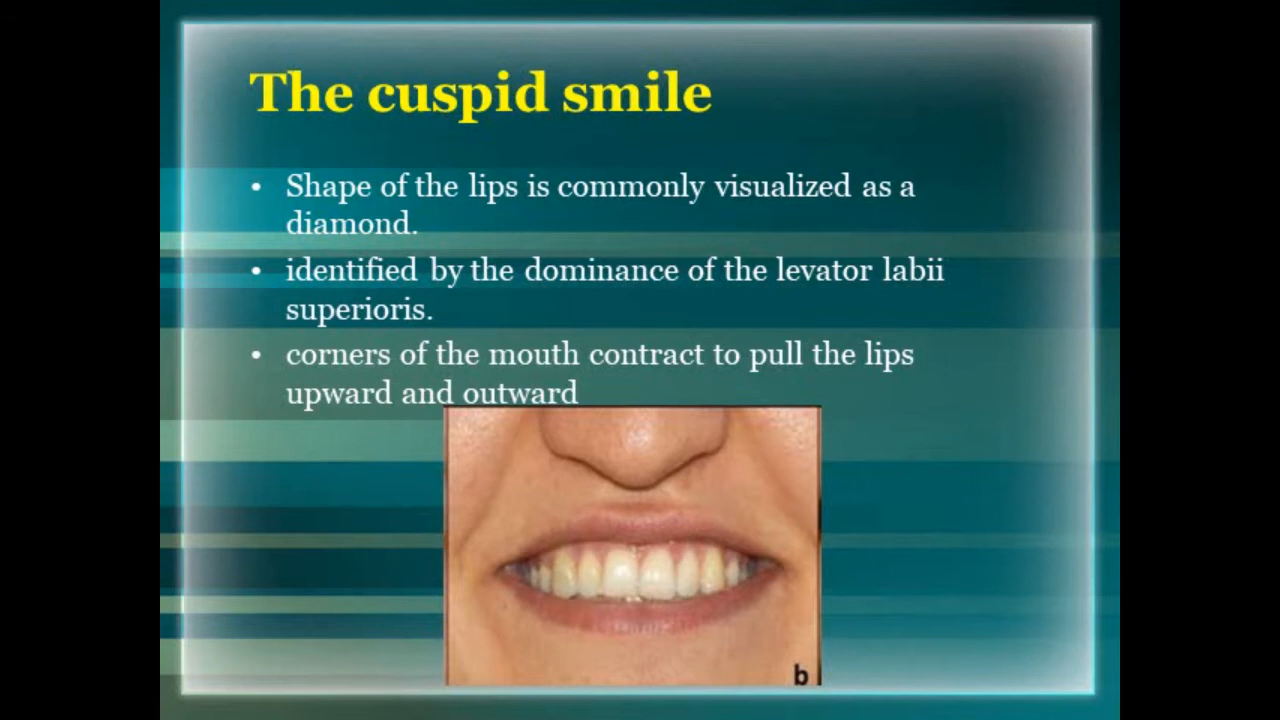 The cuspid smile
• Shape of the lips is commonly visualized as a
diamond.
• identified by the dominance of the levator labii
superioris.
• corners of the mouth contract to pull the lips
upward and outward
b